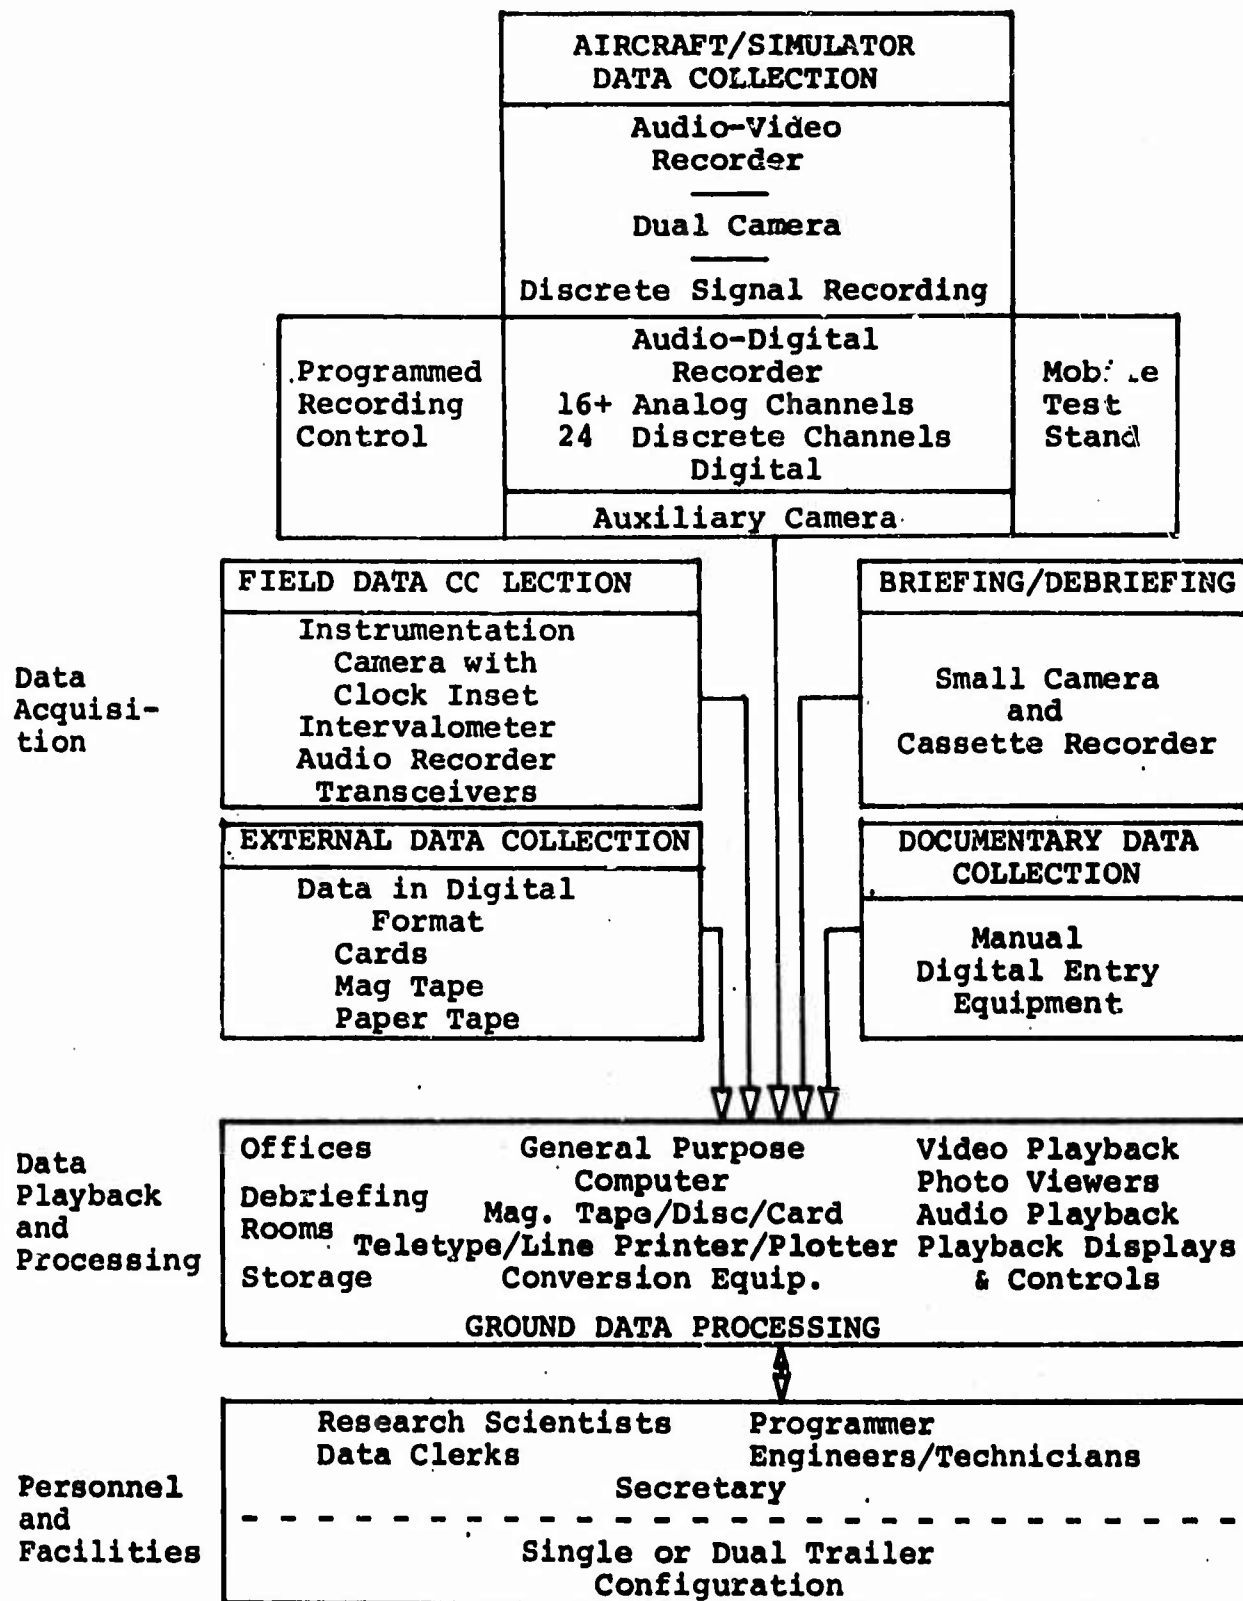 AIRCRAFT/SIMULATOR
DATA COLLECTION
Audio-Video
Recorder
Dual Camera
Discrete Signal Recording
Programmed
Recording
Control
Audio-Digital
Recorder
16+ Analog Channels
24 Discrete Channels
Digital
Auxiliary Camera
Test
Stand
Data
Acquisi-
tion
FIELD DATA
Instrumentation
Camera with
Clock Inset
Intervalometer
Audio Recorder
Transceivers
BRIEFING/DEBRIEFING
Small Camera
and
Cassette Recorder
EXTERNAL DATA COLLECTION
Data in Digital
Format
Cards
Mag Tape
Paper Tape
DOCUMENTARY DATA
COLLECTION
Manual
Digital Entry
Equipment
Data
Playback
and
Processing
Offices
Debriefing
Rooms
Storage
General Purpose
Computer
Mag. Tape/Disc/Card
Teletype/Line Printer/Plotter
Conversion Equip.
Video Playback
Photo Viewers
Audio Playback
Playback Displays
& Controls
GROUND DATA PROCESSING
Personnel
and
Facilities
Research Scientists
Data Clerks
Programmer
Engineers/Technicians
Secretary
Single or Dual Trailer
Configuration